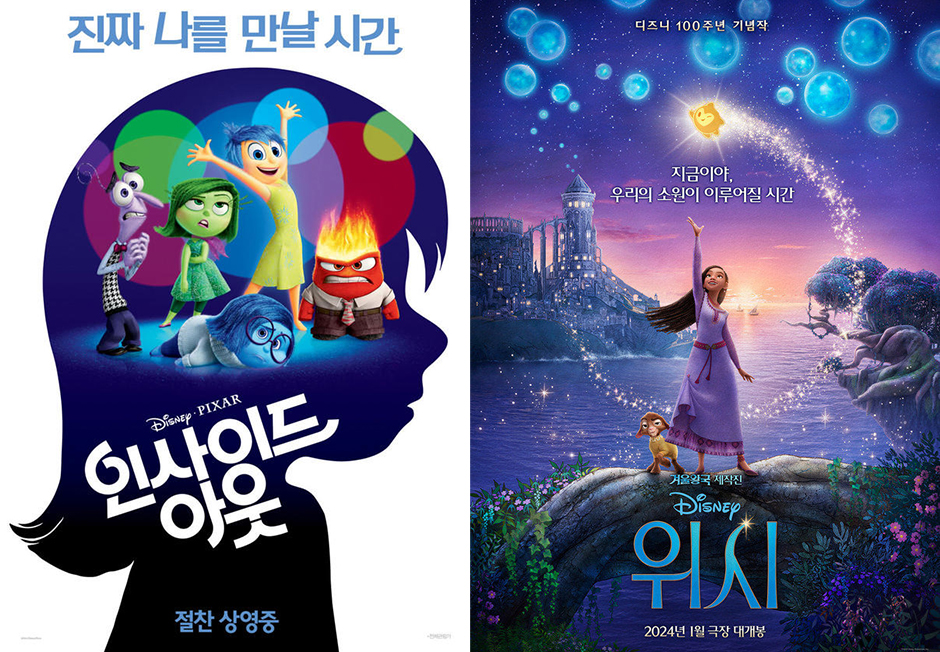 진짜 나를 만날 시간
DISNEY · PIXAR
인사이드
아웃
절찬 상영중
디즈니 100주년 기념작
지금이야,
우리의 소원이 이루어질 시간
겨울왕국 제작진
DISNEY
위시
2024년 1월 극장 대개봉